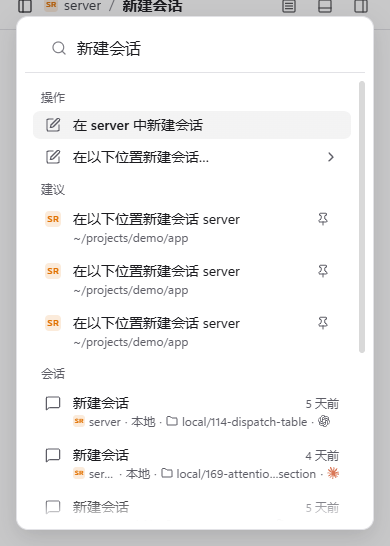 SR server / 新建会话
新建会话
操作
在 server 中新建会话
在以下位置新建会话...
建议
SR 在以下位置新建会话 server
~/projects/demo/app
SR 在以下位置新建会话 server
~/projects/demo/app
SR 在以下位置新建会话 server
~/projects/demo/app
会话
新建会话 5 天前
SR server · 本地 · local/114-dispatch-table ·
新建会话 4 天前
SR ser... · 本地 · local/169-attentio...section ·
新建会话 5 天前